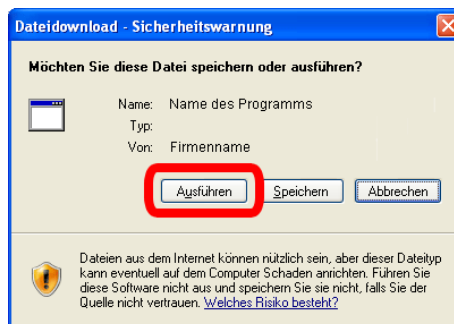 Dateidownload - Sicherheitswarnung
Möchten Sie diese Datei speichern oder ausführen?
Name: Name des Programms
Typ:
Von: Firmenname
Ausführen Speichern Abbrechen
Dateien aus dem Internet können nützlich sein, aber dieser Dateityp
kann eventuell auf dem Computer Schaden anrichten. Führen Sie
diese Software nicht aus und speichern Sie sie nicht, falls Sie der
Quelle nicht vertrauen. Welches Risiko besteht?